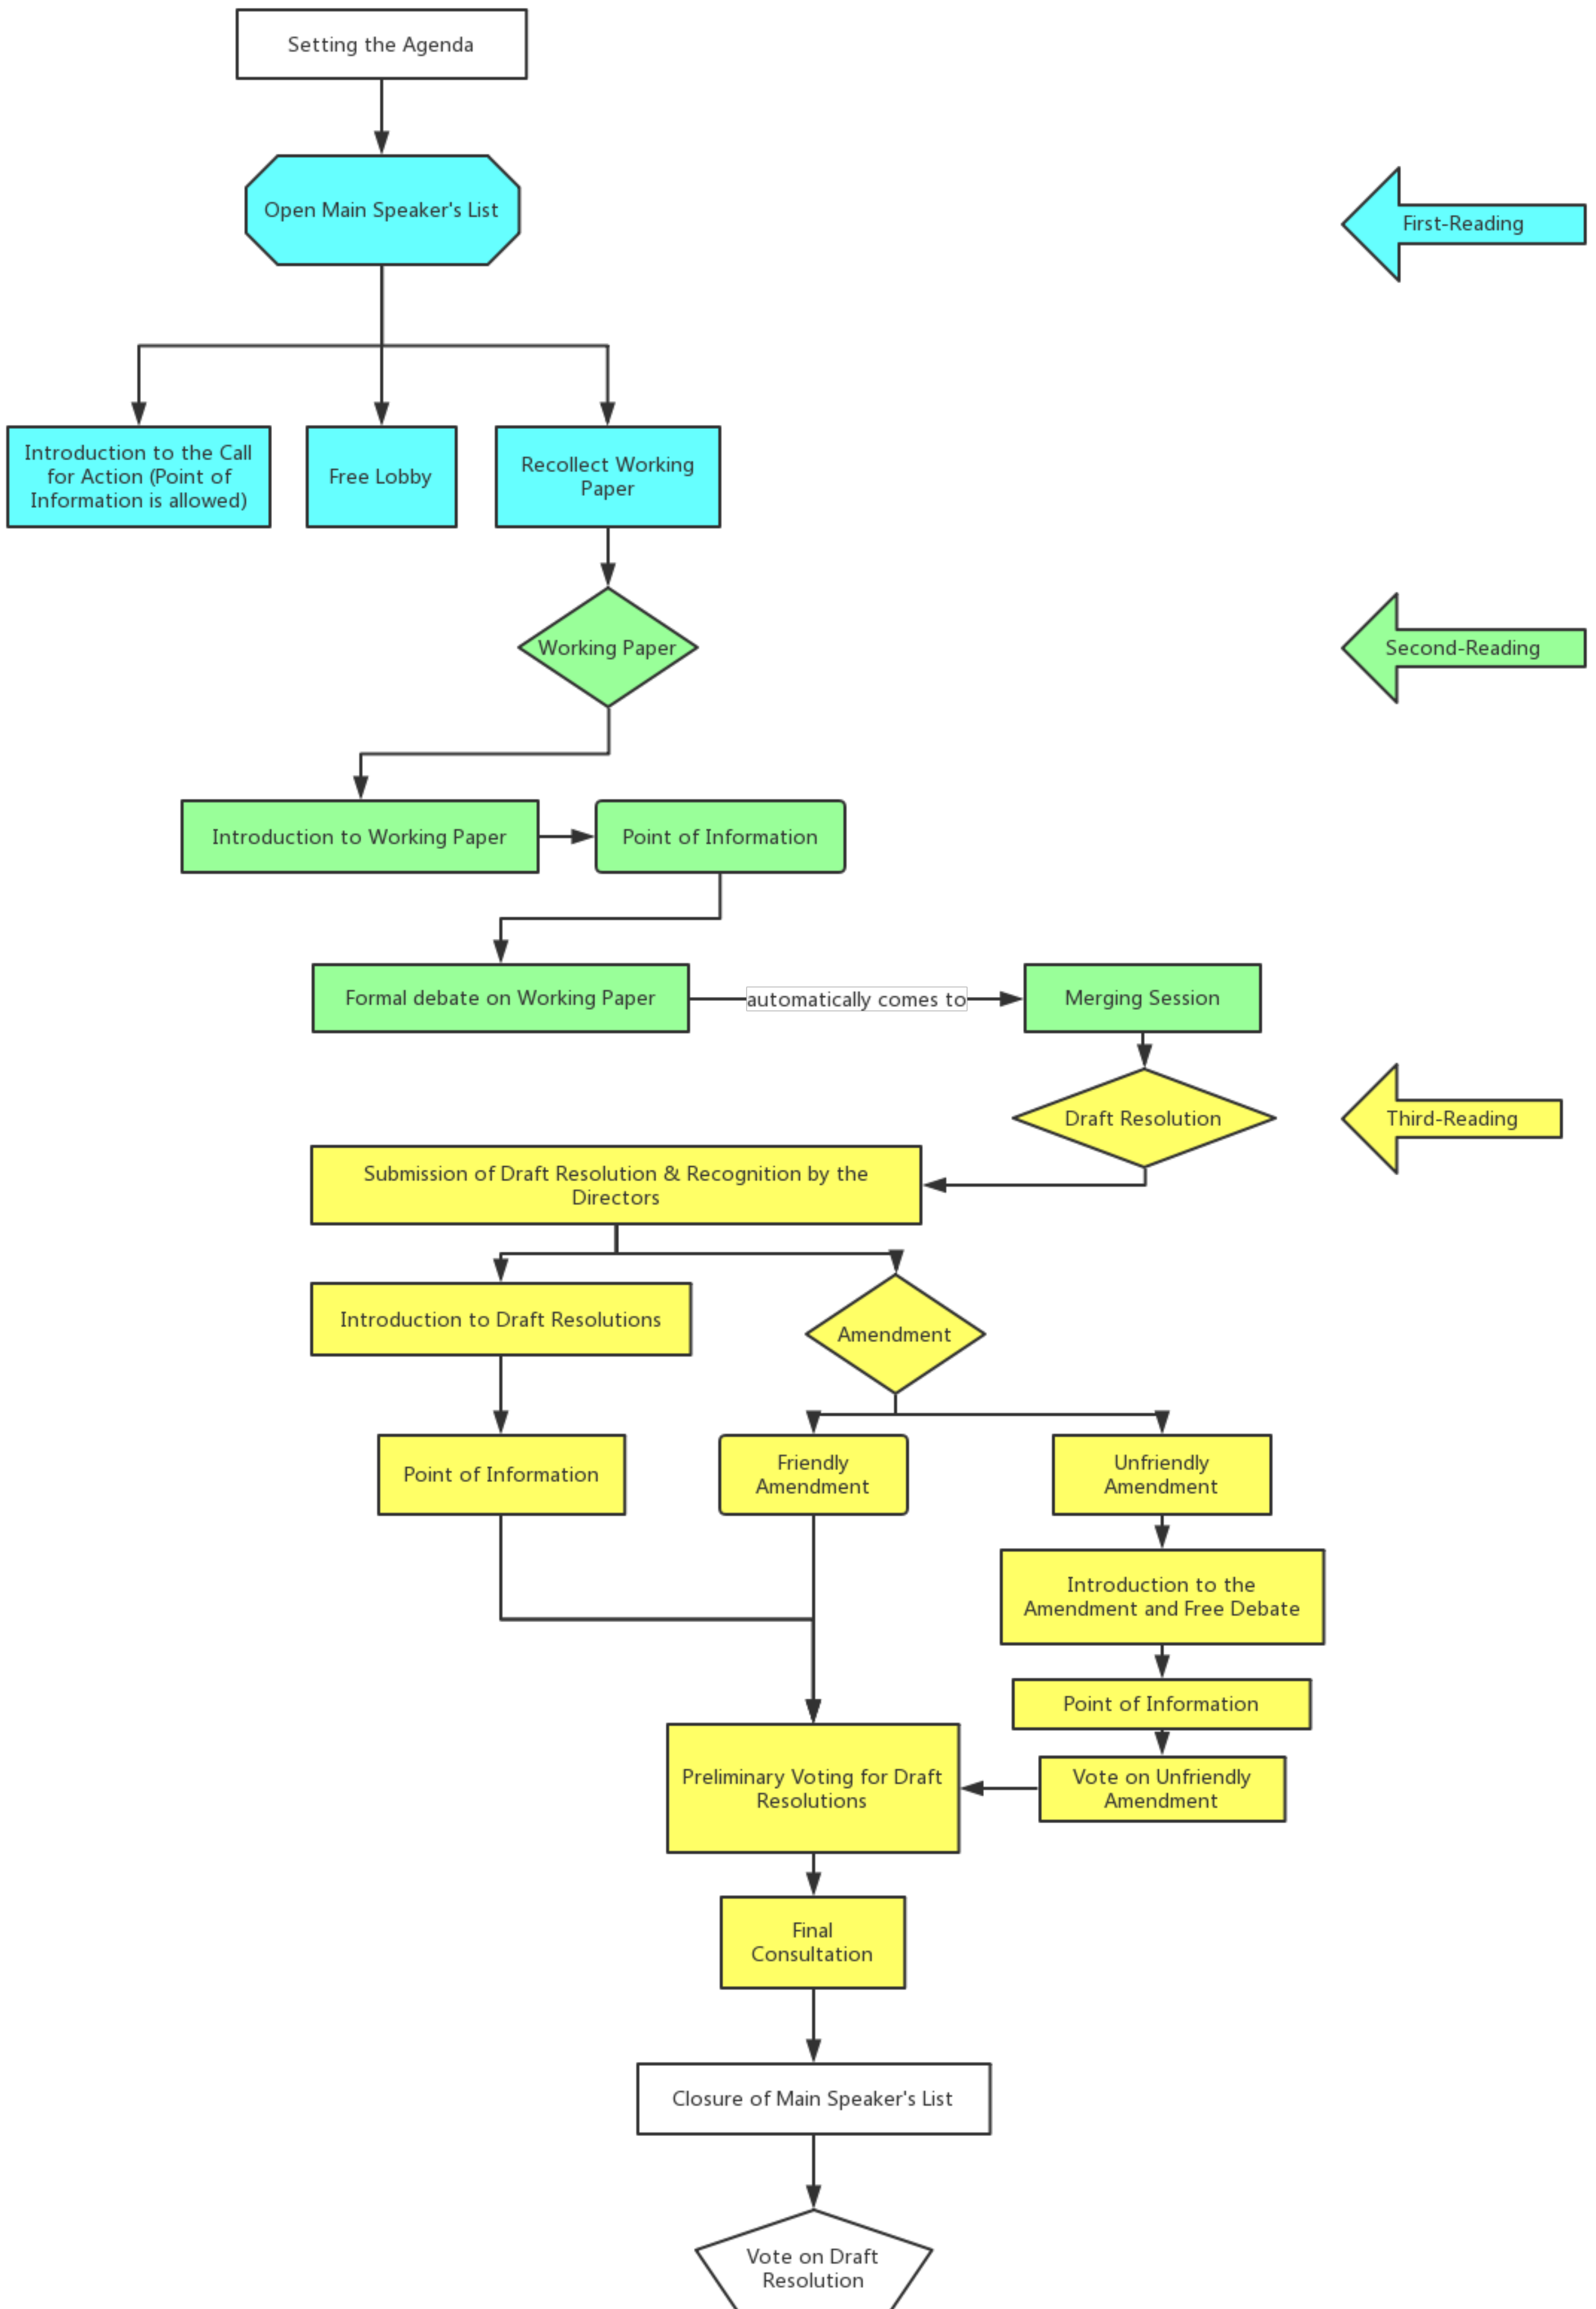 Setting the Agenda
Open Main Speaker's List
First-Reading
Introduction to the Call
for Action (Point of
Information is allowed)
Free Lobby
Recollect Working
Paper
Working Paper
Second-Reading
Introduction to Working Paper
Point of Information
Formal debate on Working Paper
automatically comes to
Merging Session
Draft Resolution
Third-Reading
Submission of Draft Resolution & Recognition by the
Directors
Introduction to Draft Resolutions
Amendment
Point of Information
Friendly
Amendment
Unfriendly
Amendment
Introduction to the
Amendment and Free Debate
Point of Information
Preliminary Voting for Draft
Resolutions
Vote on Unfriendly
Amendment
Final
Consultation
Closure of Main Speaker's List
Vote on Draft
Resolution